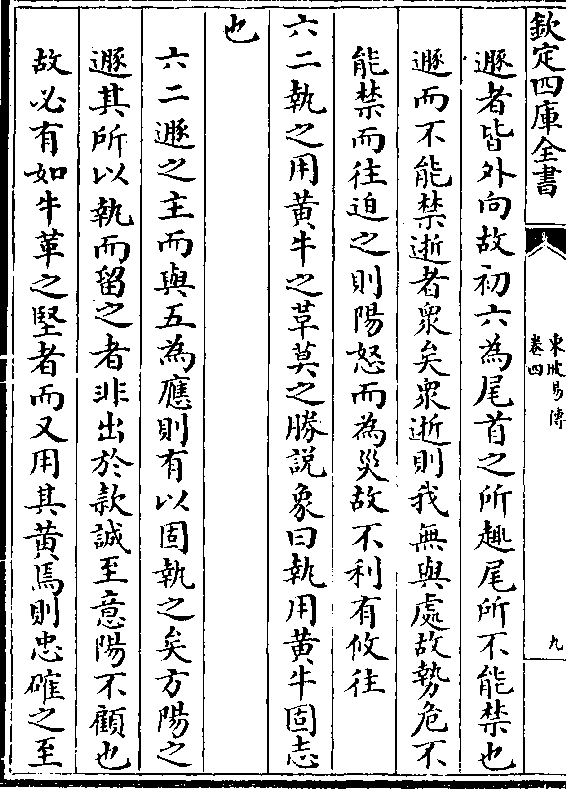 欽定四庫全書
東坡易傳
卷四
九
遯者皆外向故初六為尾首之所趣尾所不能禁也
遯而不能禁逝者衆矣衆逝則我無與處故勢危不
能禁而往迫之則陽怒而為災故不利有攸往
六二執之用黄牛之革莫之勝説象曰執用黄牛固志
也
六二遯之主而與五為應則有以固執之矣方陽之
遯其所以執而留之者非出於款誠至意陽不顧也
故必有如牛革之堅者而又用其黄焉則忠確之至